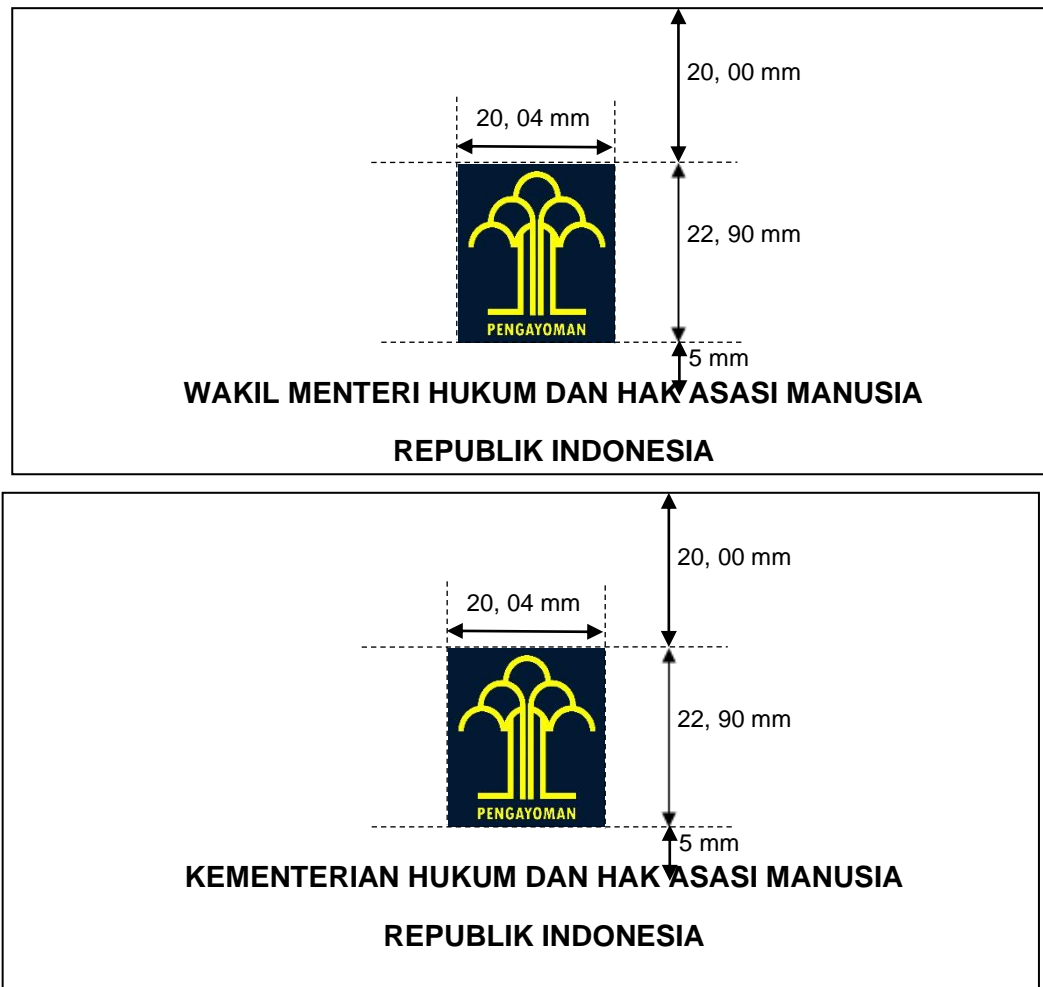 20, 00 mm
20, 04 mm
22, 90 mm
PENGAYOMAN
5 mm
WAKIL MENTERI HUKUM DAN HAK ASASI MANUSIA
REPUBLIK INDONESIA
20, 00 mm
20, 04 mm
22, 90 mm
PENGAYOMAN
5 mm
KEMENTERIAN HUKUM DAN HAK ASASI MANUSIA
REPUBLIK INDONESIA